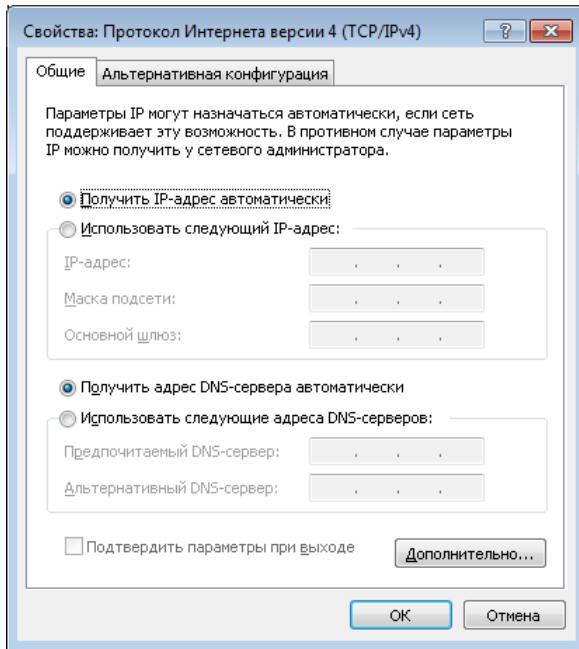 Свойства: Протокол Интернета версии 4 (TCP/IPv4)
Общие
Альтернативная конфигурация
Параметры IP могут назначаться автоматически, если сеть
поддерживает эту возможность. В противном случае параметры
IP можно получить у сетевого администратора.
Получить IP-адрес автоматически
Использовать следующий IP-адрес:
IP-адрес:
Маска подсети:
Основной шлюз:
Получить адрес DNS-сервера автоматически
Использовать следующие адреса DNS-серверов:
Предпочитаемый DNS-сервер:
Альтернативный DNS-сервер:
Подтвердить параметры при выходе
Дополнительно...
ОК
Отмена